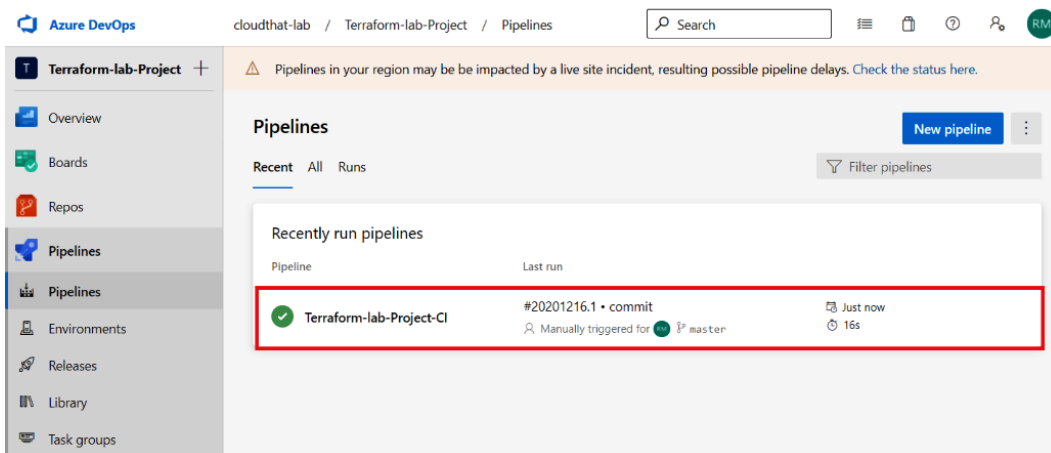 Azure DevOps
cloudthat-lab / Terraform-lab-Project / Pipelines
Search
RM
T Terraform-lab-Project +
Pipelines in your region may be be impacted by a live site incident, resulting possible pipeline delays. Check the status here.
Overview
Boards
Repos
Pipelines
Pipelines
Environments
Releases
Library
Task groups
Pipelines
New pipeline
Recent All Runs
Filter pipelines
Recently run pipelines
Pipeline Last run
Terraform-lab-Project-CI
#20201216.1 • commit
Manually triggered for RM master
Just now
16s